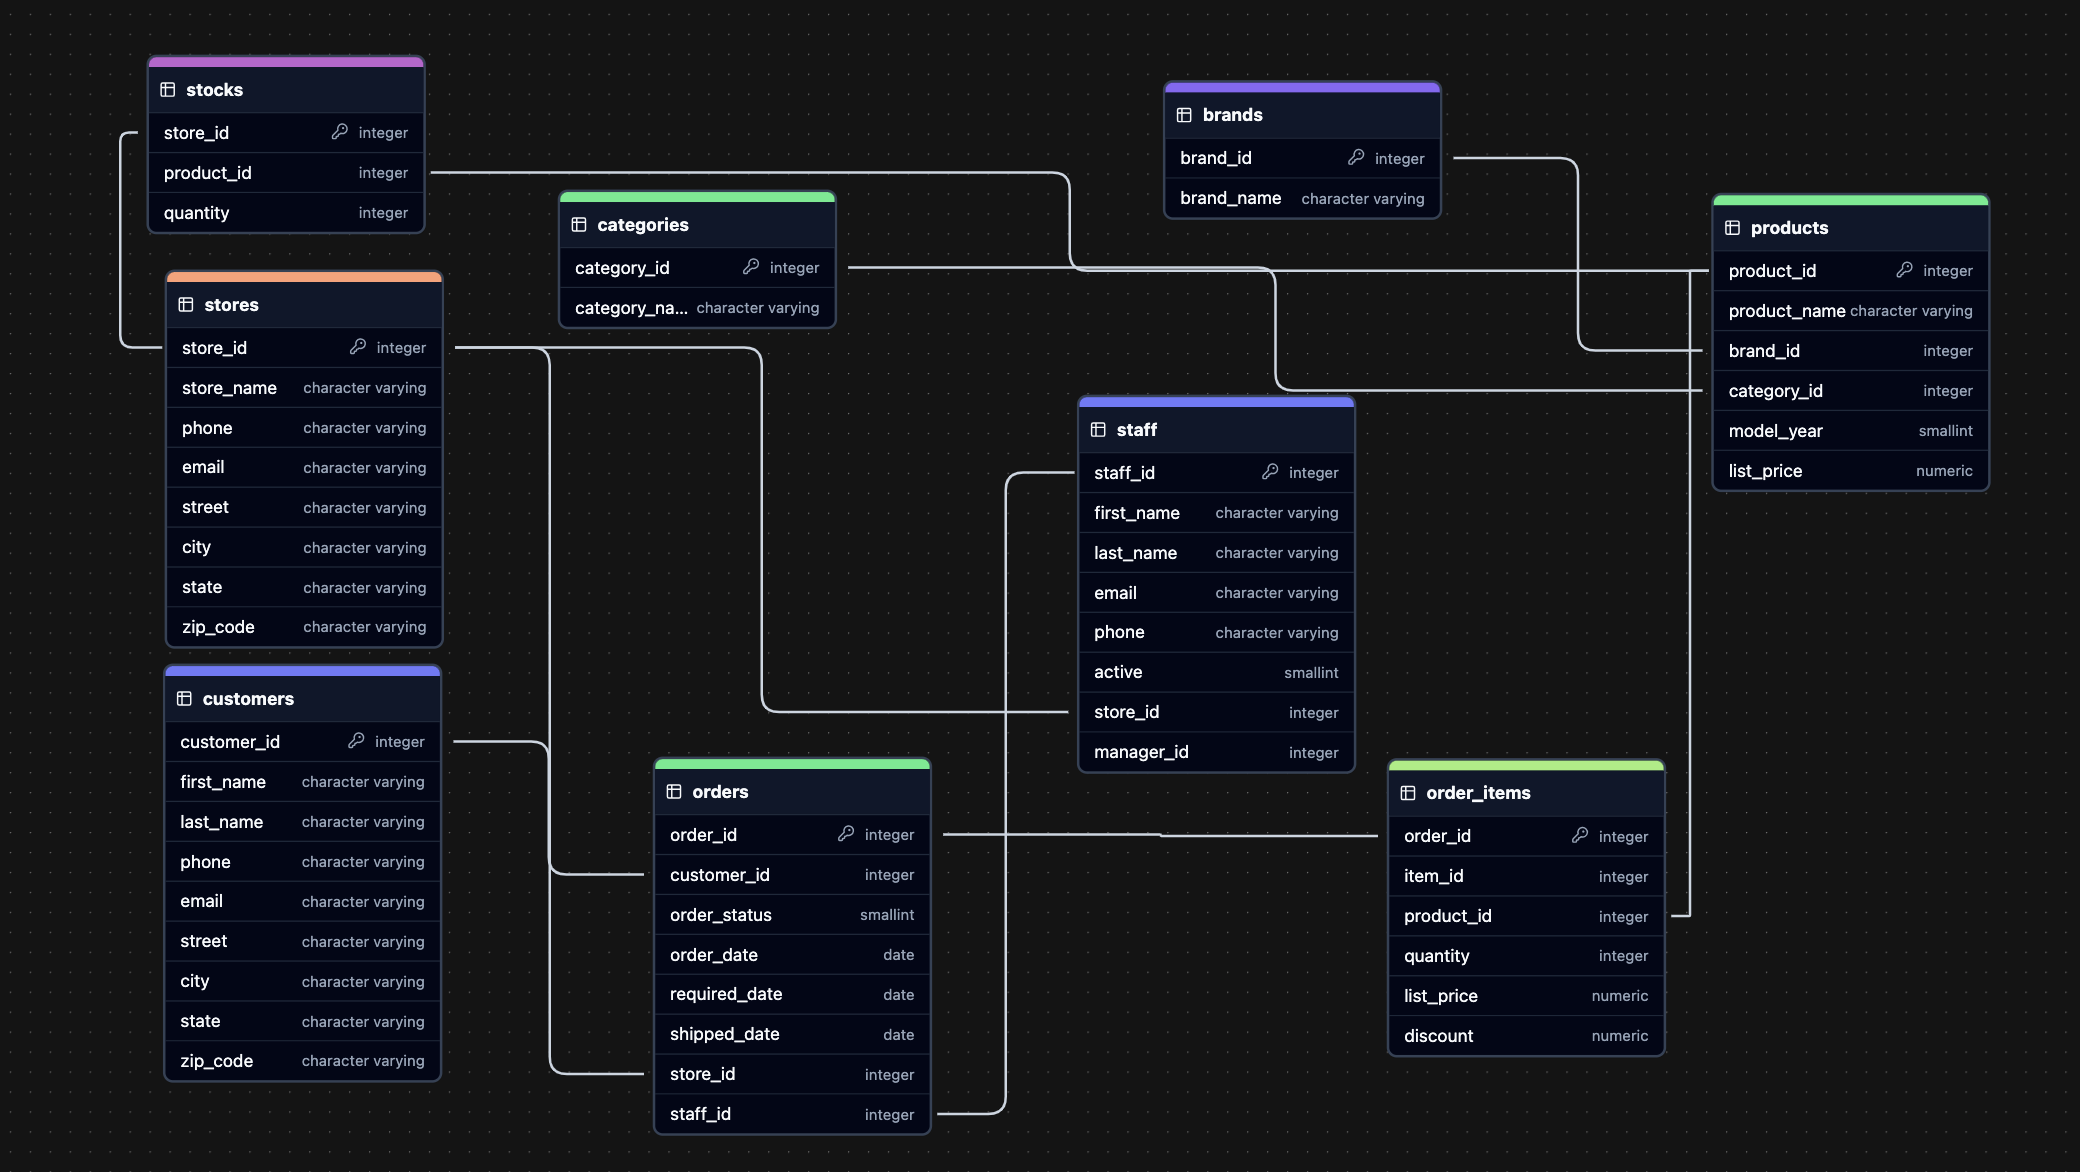 stocks
store_id integer
product_id integer
quantity integer
stores
store_id integer
store_name character varying
phone character varying
email character varying
street character varying
city character varying
state character varying
zip_code character varying
customers
customer_id integer
first_name character varying
last_name character varying
phone character varying
email character varying
street character varying
city character varying
state character varying
zip_code character varying
categories
category_id integer
category_na... character varying
orders
order_id integer
customer_id integer
order_status smallint
order_date date
required_date date
shipped_date date
store_id integer
staff_id integer
brands
brand_id integer
brand_name character varying
staff
staff_id integer
first_name character varying
last_name character varying
email character varying
phone character varying
active smallint
store_id integer
manager_id integer
order_items
order_id integer
item_id integer
product_id integer
quantity integer
list_price numeric
discount numeric
products
product_id integer
product_name character varying
brand_id integer
category_id integer
model_year smallint
list_price numeric